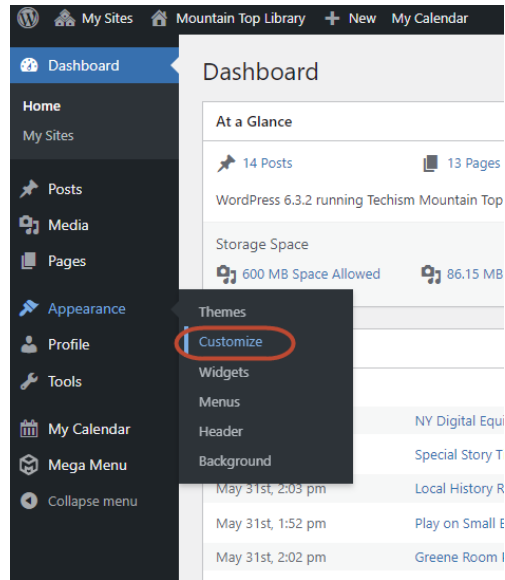 My Sites Mountain Top Library + New My Calendar
Dashboard
Home
My Sites
Posts
Media
Pages
Appearance
Profile
Tools
My Calendar
Mega Menu
Collapse menu
Themes
Customize
Widgets
Menus
Header
Background
Dashboard
At a Glance
14 Posts 13 Pages
WordPress 6.3.2 running Techism Mountain Top
Storage Space
600 MB Space Allowed 86.15 MB
NY Digital Equi
Special Story T
May 31st, 2:03 pm Local History R
May 31st, 1:52 pm Play on Small
May 31st, 2:02 pm Greene Room